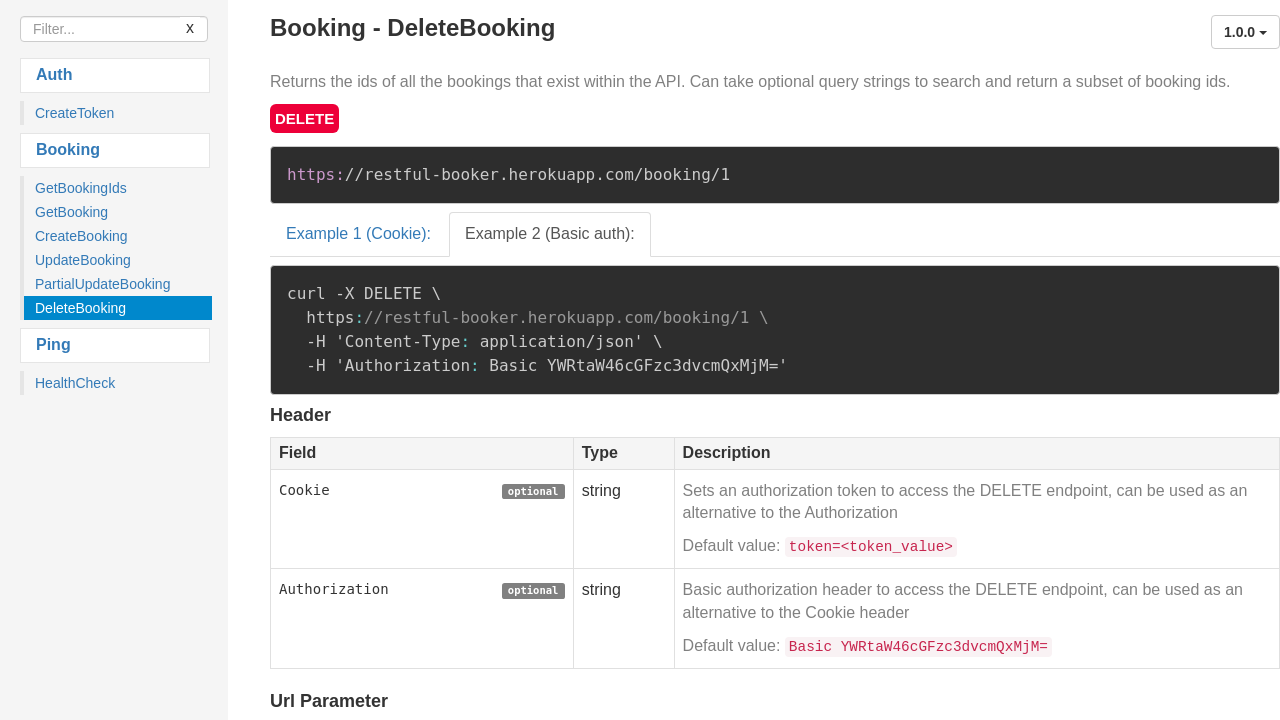 Filter...
x
Auth
CreateToken
Booking
GetBookingIds
GetBooking
CreateBooking
UpdateBooking
PartialUpdateBooking
DeleteBooking
Ping
HealthCheck
Booking - DeleteBooking
1.0.0
Returns the ids of all the bookings that exist within the API. Can take optional query strings to search and return a subset of booking ids.
DELETE
https://restful-booker.herokuapp.com/booking/1
Example 1 (Cookie):
Example 2 (Basic auth):
curl -X DELETE \
  https://restful-booker.herokuapp.com/booking/1 \
  -H 'Content-Type: application/json' \
  -H 'Authorization: Basic YWRtaW46cGFzc3dvcmQxMjM='
Header
Field Type Description
Cookie optional string Sets an authorization token to access the DELETE endpoint, can be used as an
alternative to the Authorization
Default value: token=<token_value>
Authorization optional string Basic authorization header to access the DELETE endpoint, can be used as an
alternative to the Cookie header
Default value: Basic YWRtaW46cGFzc3dvcmQxMjM=
Url Parameter